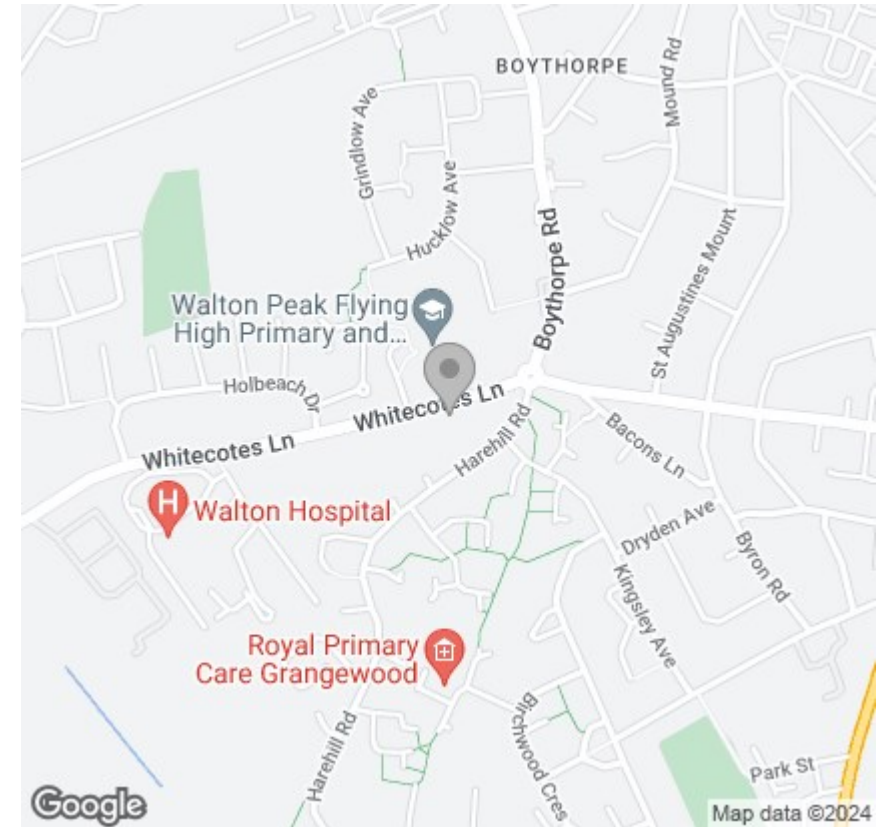 BOYTHORPE
Mound Rd
Grindlow Ave
Hucklow Ave
Boythorpe Rd
St Augustines Mount
Walton Peak Flying
High Primary and...
Holbeach Dr
Whitecotes Ln
Whitecotes Ln
Harehill Rd
Bacons Ln
H
Walton Hospital
Dryden Ave
Byron Rd
Kingsley Ave
Royal Primary
Care Grangewood
Birchwood Cres
Harehill Rd
Park St
Google
Map data ©2024